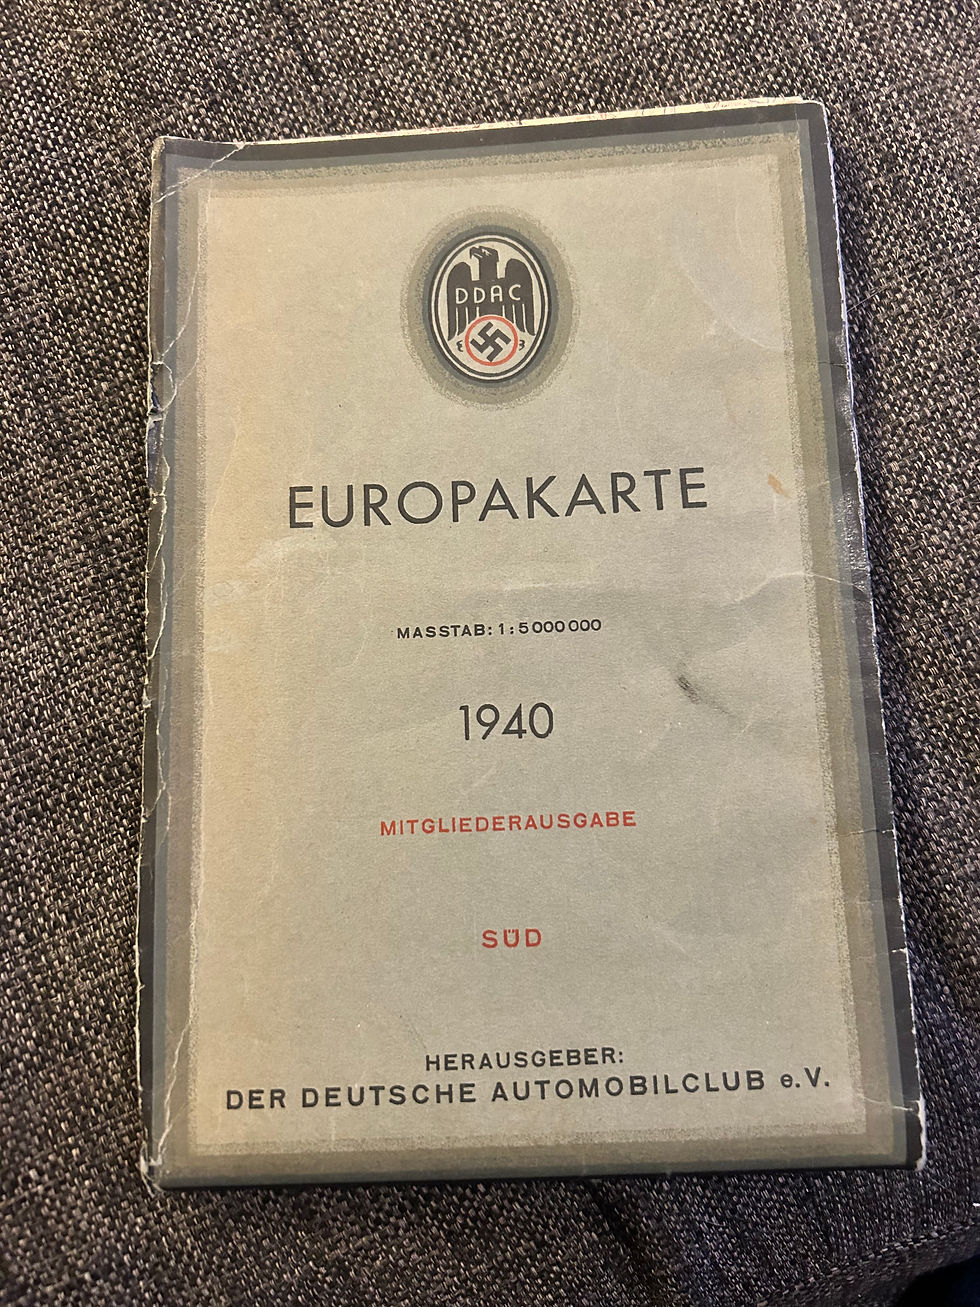 DDAC
EUROPAKARTE
MASSTAB: 1:5000000
1940
MITGLIEDERAUSGABE
SÜD
HERAUSGEBER:
DER DEUTSCHE AUTOMOBILCLUB e.V.